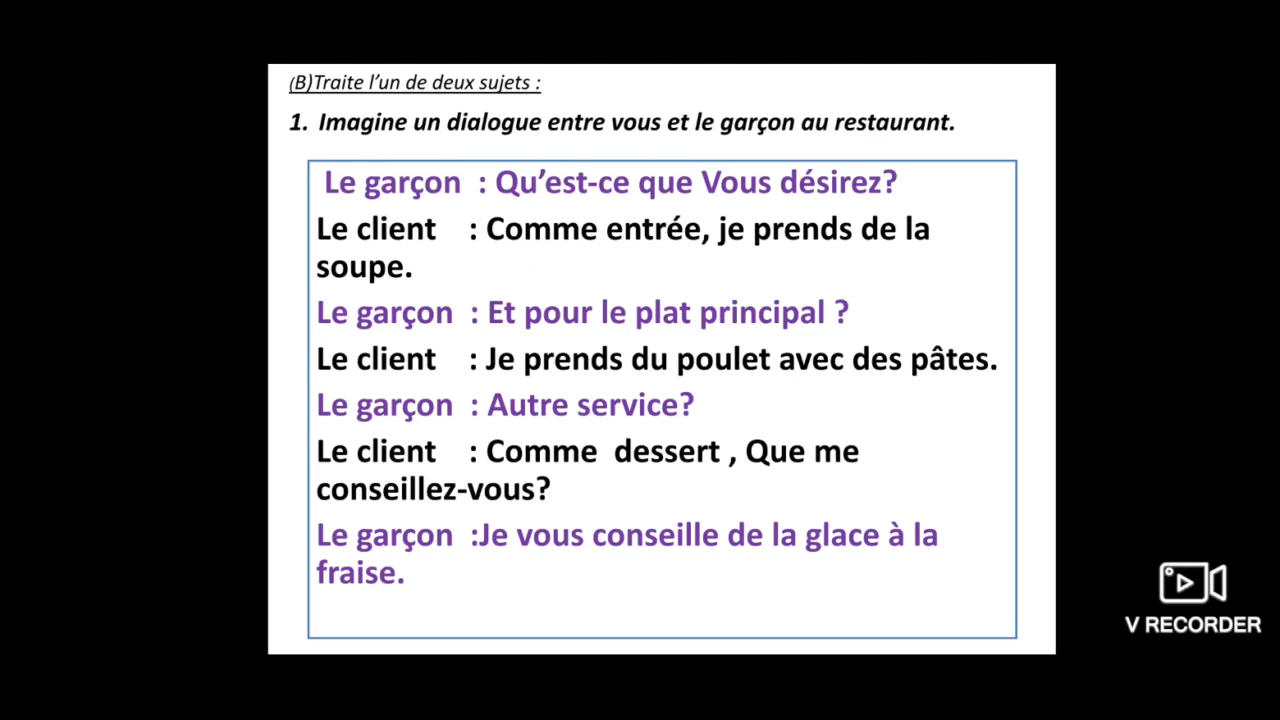 (B)Traite l'un de deux sujets :
1. Imagine un dialogue entre vous et le garçon au restaurant.
Le garçon : Qu'est-ce que Vous désirez?
Le client : Comme entrée, je prends de la
soupe.
Le garçon : Et pour le plat principal ?
Le client : Je prends du poulet avec des pâtes.
Le garçon : Autre service?
Le client : Comme dessert , Que me
conseillez-vous?
Le garçon :Je vous conseille de la glace à la
fraise.
V RECORDER